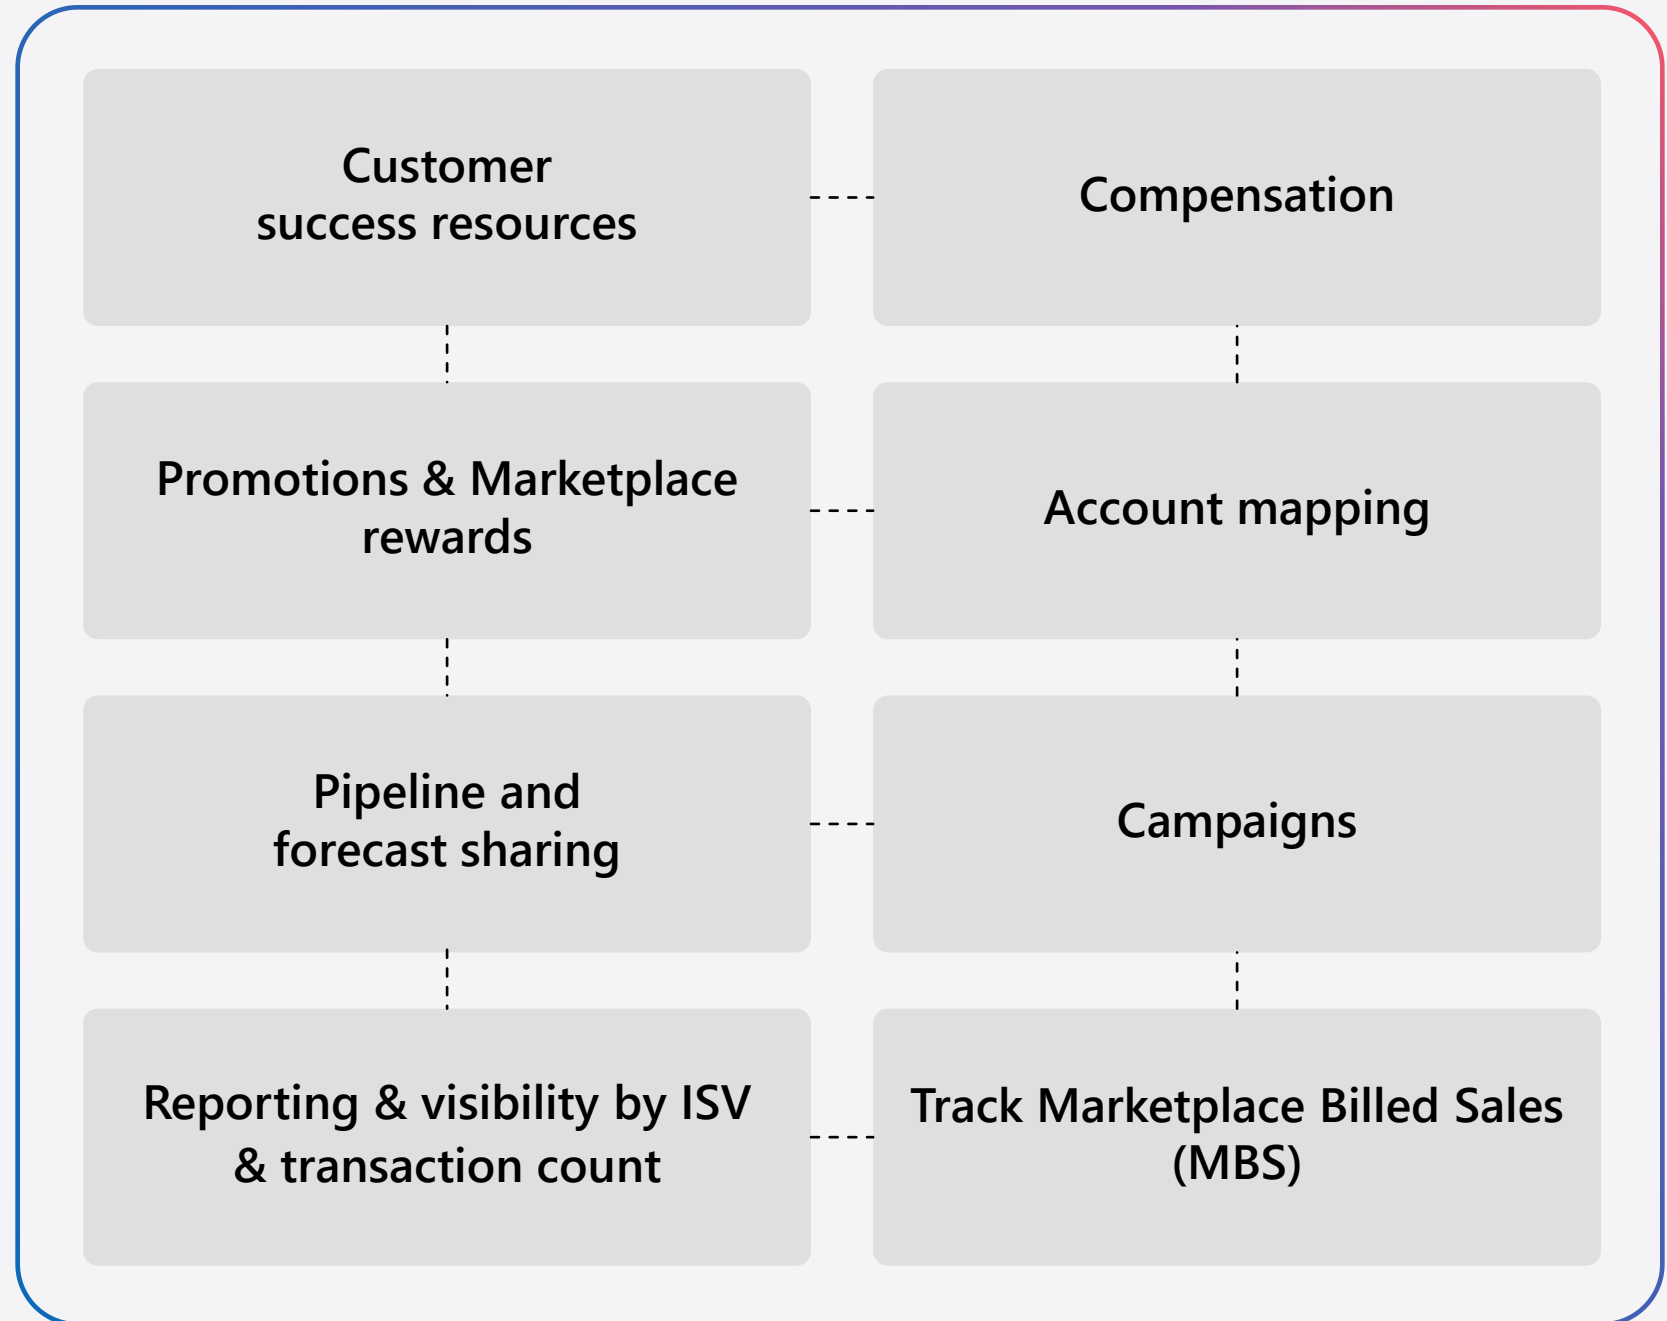 Customer
success resources
Compensation
Promotions & Marketplace
rewards
Account mapping
Pipeline and
forecast sharing
Campaigns
Reporting & visibility by ISV
& transaction count
Track Marketplace Billed Sales
(MBS)